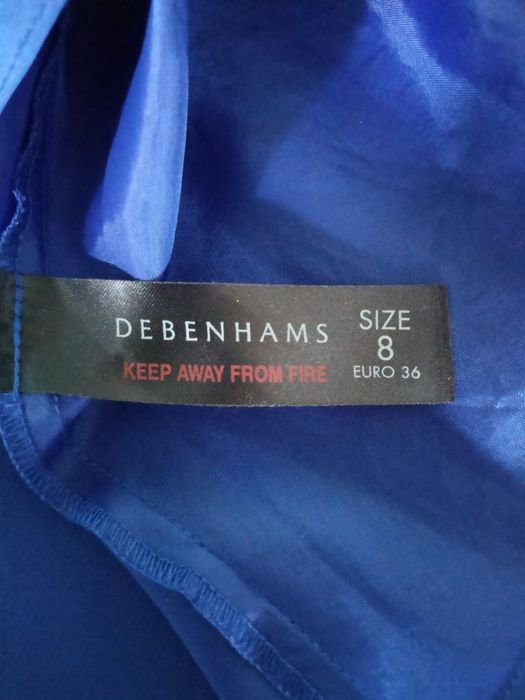 DEBENHAMS
KEEP AWAY FROM FIRE
SIZE
8
EURO 36